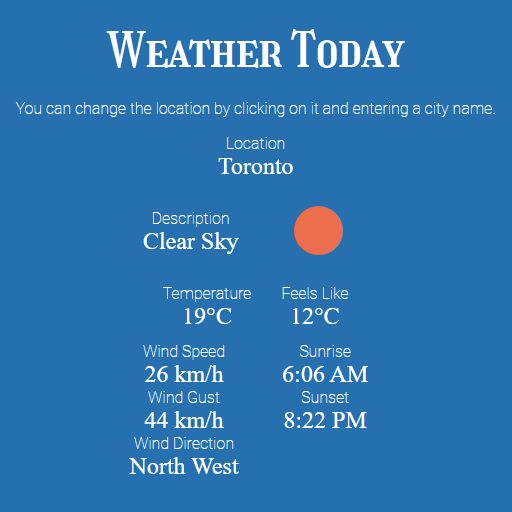 Weather Today
You can change the location by clicking on it and entering a city name.
Location
Toronto
Description
Clear Sky
Temperature Feels Like
19°C 12°C
Wind Speed Sunrise
26 km/h 6:06 AM
Wind Gust Sunset
44 km/h 8:22 PM
Wind Direction
North West